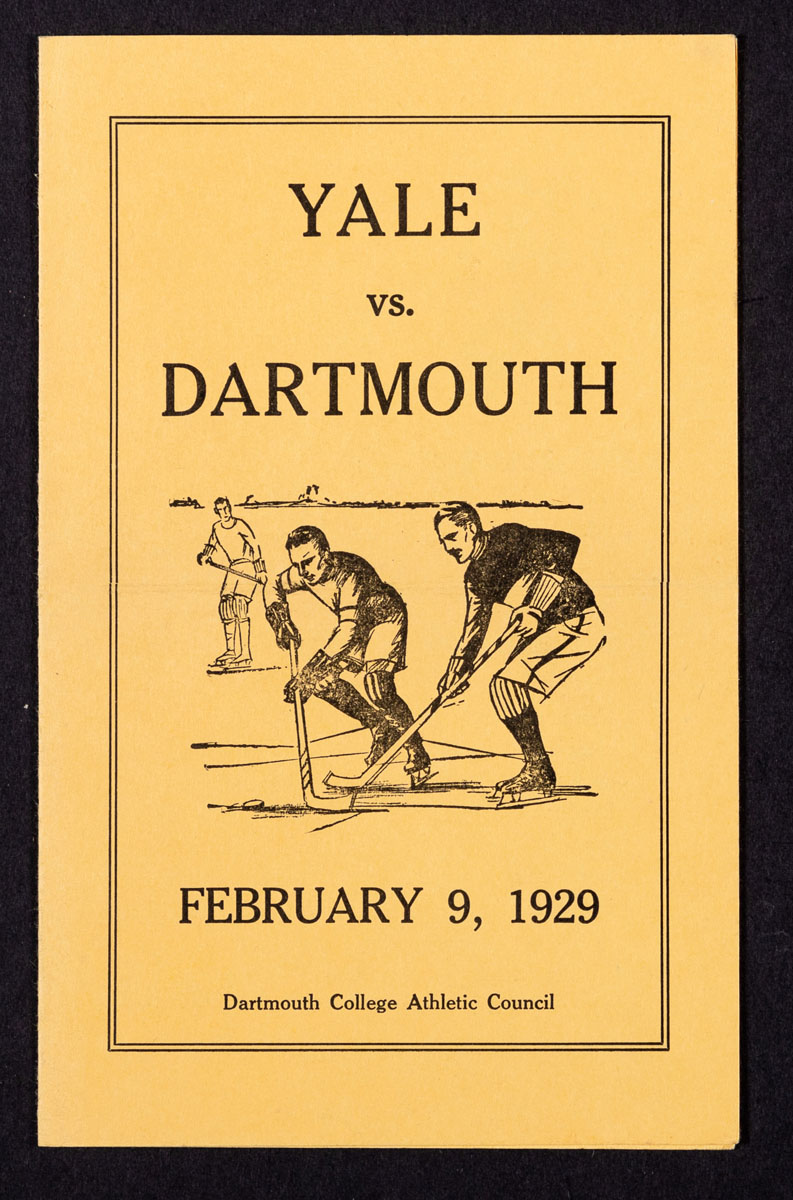 YALE
vs.
DARTMOUTH
FEBRUARY 9, 1929
Dartmouth College Athletic Council